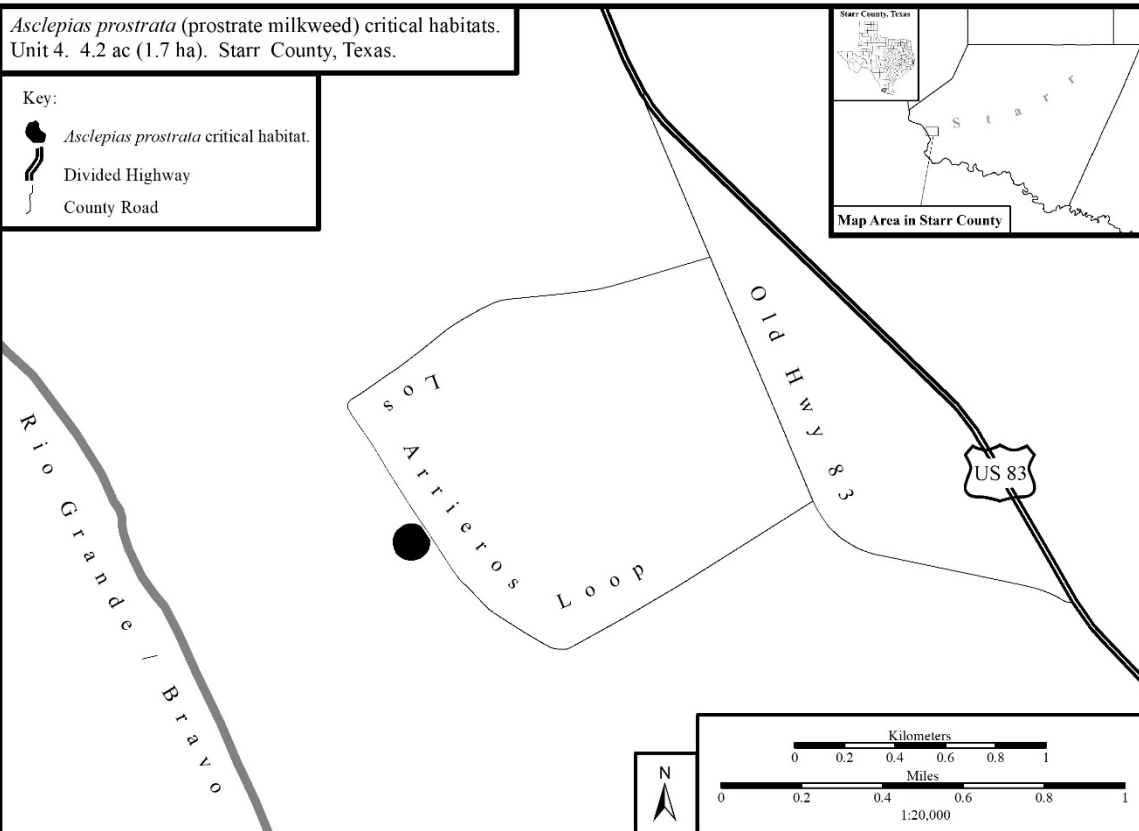 Asclepias prostrata (prostrate milkweed) critical habitats.
Unit 4. 4.2 ac (1.7 ha). Starr County, Texas.
Key:
Asclepias prostrata critical habitat.
Divided Highway
County Road
Starr County, Texas
Starr
Map Area in Starr County
Old Hwy 83
Los Arrieros Loop
US 83
Rio Grande / Bravo
N
Kilometers
0 0.2 0.4 0.6 0.8 1
Miles
0 0.2 0.4 0.6 0.8 1
1:20,000